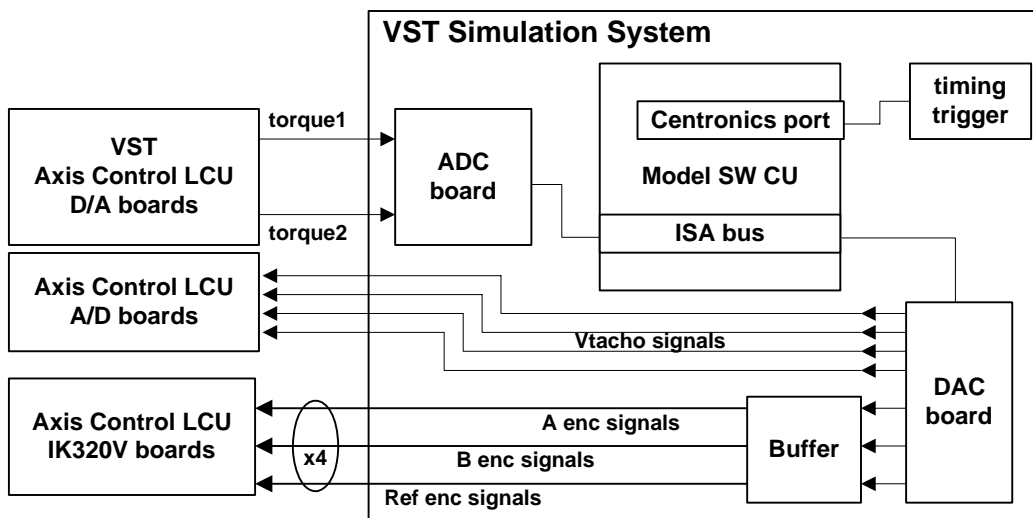 VST Simulation System
timing
trigger
Centronics port
torque1
VST
Axis Control LCU
D/A boards
ADC
board
Model SW CU
torque2
ISA bus
Axis Control LCU
A/D boards
Vtacho signals
DAC
board
Axis Control LCU
IK320V boards
x4
A enc signals
B enc signals
Ref enc signals
Buffer